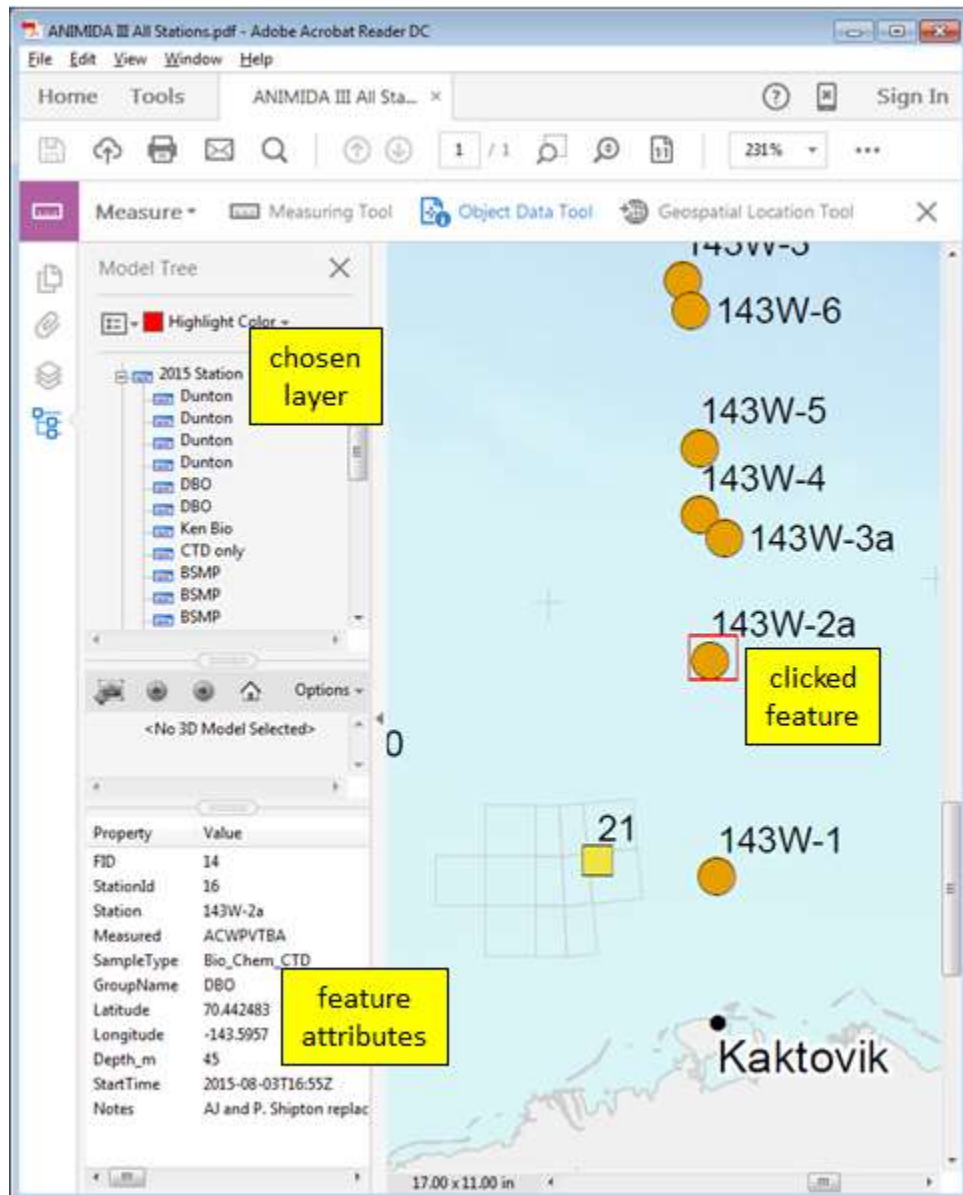 ANIMIDA III All Stations.pdf - Adobe Acrobat Reader DC
File Edit View Window Help
Home Tools ANIMIDA III All Sta... × Sign In
1 / 1 231%
Measure Measuring Tool Object Data Tool Geospatial Location Tool
Model Tree
Highlight Color
chosen
layer
2015 Station
Dunton
Dunton
Dunton
Dunton
DBO
DBO
Ken Bio
CTD only
BSMP
BSMP
BSMP
Options
<No 3D Model Selected>
Property Value
FID 14
StationId 16
Station 143W-2a
Measured ACWPVTBA
SampleType Bio_Chem_CTD
GroupName DBO
Latitude 70.442483
Longitude -143.5957
Depth_m 45
StartTime 2015-08-03T16:55Z
Notes AJ and P. Shipton replac
feature
attributes
143W-6
143W-5
143W-4
143W-3a
143W-2a
clicked
feature
0
21
143W-1
Kaktovik
17.00 x 11.00 in